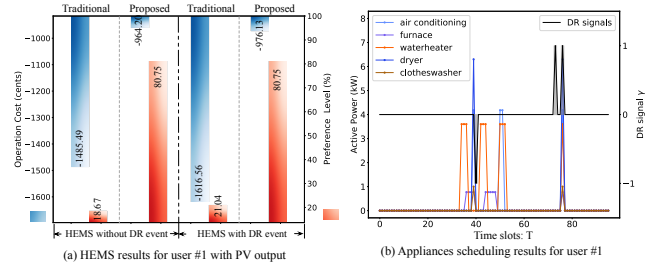 Traditional Proposed Traditional Proposed
Operation Cost (cents)
-1000
-1100
-1200
-1300
-1400
-1500
-1600
-1485.49
18.67
-964.20
80.75
-1616.56
21.04
-976.13
80.75
100
90
80
70
60
50
40
30
20
Preference Level (%)
HEMS without DR event
HEMS with DR event
(a) HEMS results for user #1 with PV output
Active Power (kW)
8
7
6
5
4
3
2
1
0
air conditioning
furnace
waterheater
dryer
clotheswasher
DR signals
1
0
-1
DR signal γ
0 20 40 60 80 100
Time slots: T
(b) Appliances scheduling results for user #1